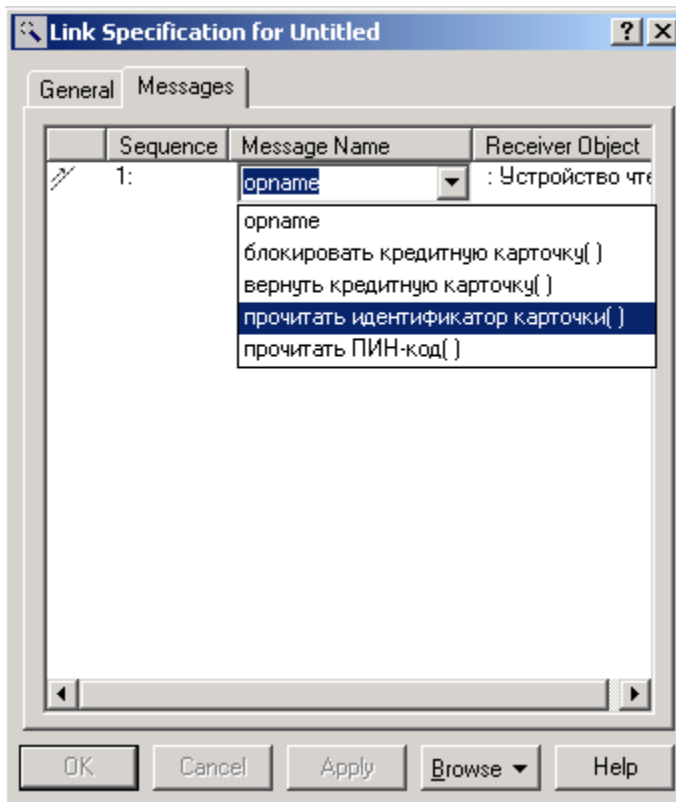 Link Specification for Untitled
General Messages
Sequence Message Name Receiver Object
1: opname : Устройство чте
opname
блокировать кредитную карточку( )
вернуть кредитную карточку( )
прочитать идентификатор карточки( )
прочитать ПИН-код( )
OK Cancel Apply Browse Help